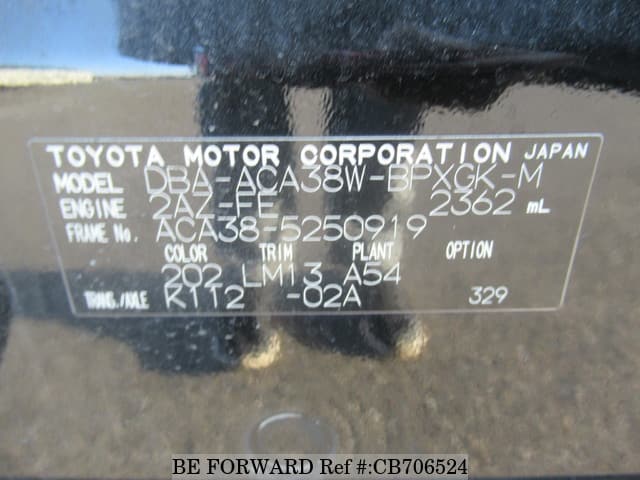 TOYOTA MOTOR CORPORATION JAPAN
MODEL DBA-ACA38W-BPXGK-M
ENGINE 2AZ-FE 2362 mL
FRAME No. ACA38-5250919
COLOR TRIM PLANT OPTION
202 LM13 A54
TRANS./AXLE K112 -02A 329
BE FORWARD Ref #:CB706524